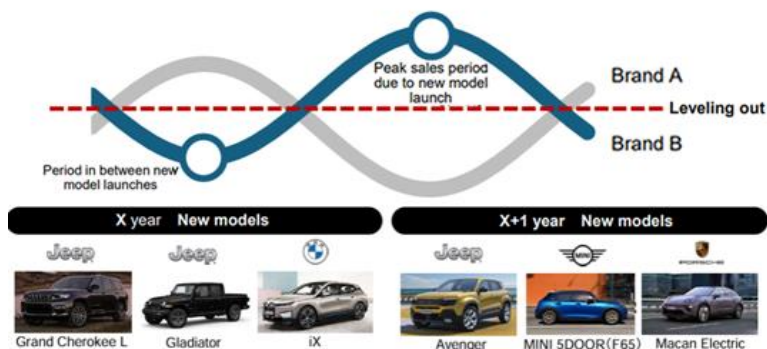 Peak sales period
due to new model
launch
Brand A
Leveling out
Brand B
Period in between new
model launches
X year New models
X+1 year New models
Jeep
Jeep
Jeep
MINI
PORSCHE
Grand Cherokee L
Gladiator
iX
Avenger
MINI 5DOOR(F65)
Macan Electric